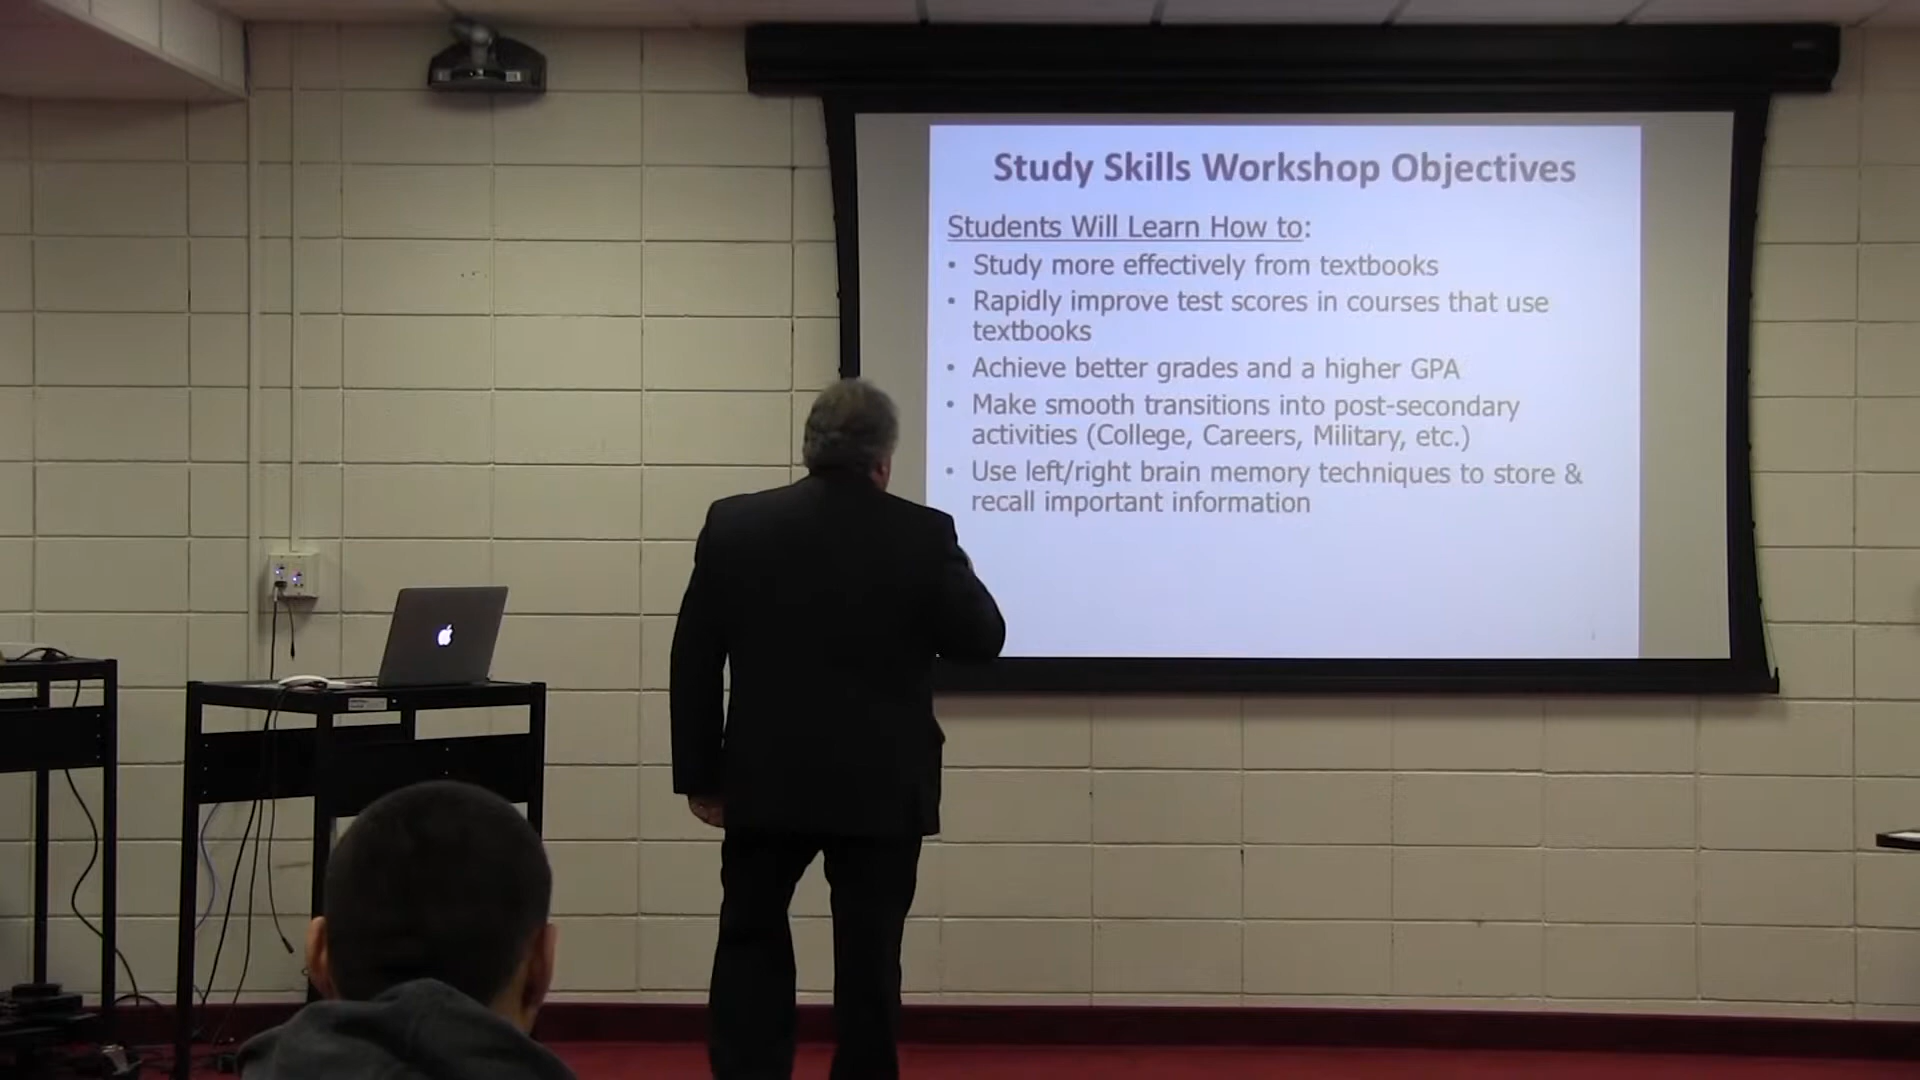 Study Skills Workshop Objectives
Students Will Learn How to:
• Study more effectively from textbooks
• Rapidly improve test scores in courses that use
textbooks
• Achieve better grades and a higher GPA
• Make smooth transitions into post-secondary
activities (College, Careers, Military, etc.)
• Use left/right brain memory techniques to store &
recall important information